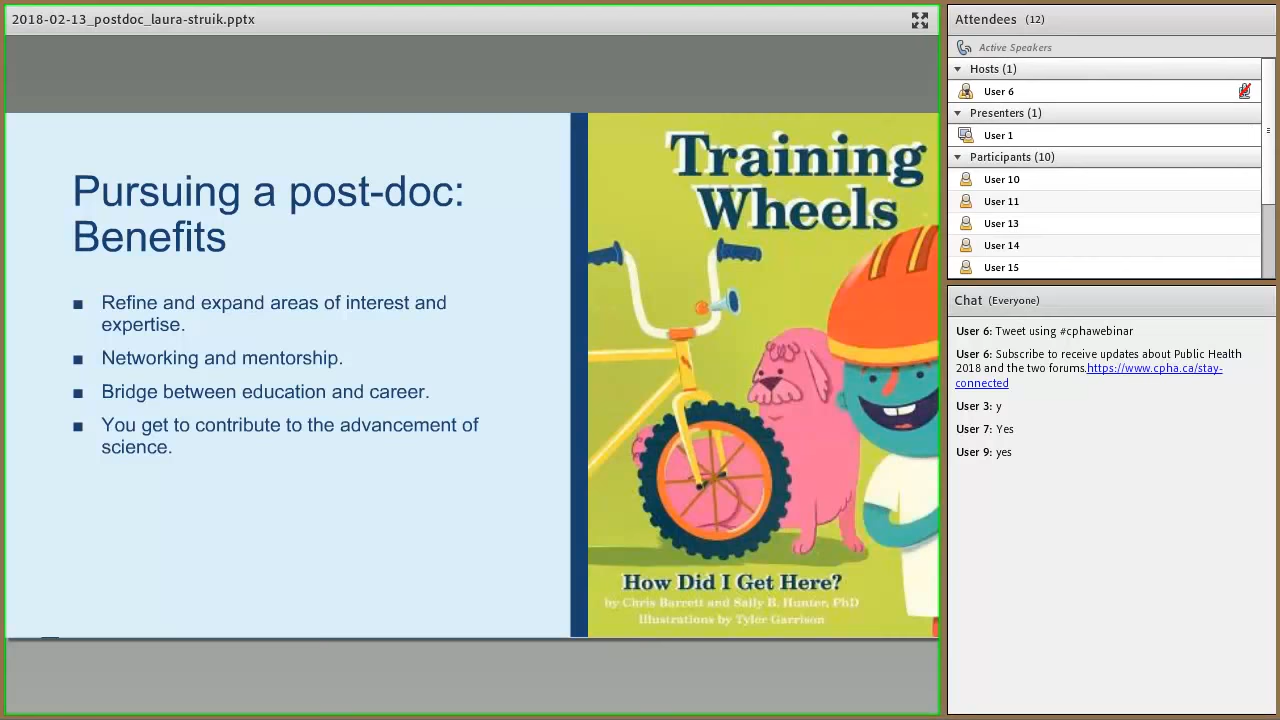 2018-02-13_postdoc_laura-struik.pptx
Pursuing a post-doc:
Benefits
■ Refine and expand areas of interest and
expertise.
■ Networking and mentorship.
■ Bridge between education and career.
■ You get to contribute to the advancement of
science.
Training
Wheels
How Did I Get Here?
by Chris Barrett and Sally B. Hunter, PhD
Illustrations by Tyler Garrison
Attendees (12)
Active Speakers
Hosts (1)
User 6
Presenters (1)
User 1
Participants (10)
User 10
User 11
User 13
User 14
User 15
Chat (Everyone)
User 6: Tweet using #cphawebinar
User 6: Subscribe to receive updates about Public Health
2018 and the two forums.https://www.cpha.ca/stay-
connected
User 3: y
User 7: Yes
User 9: yes